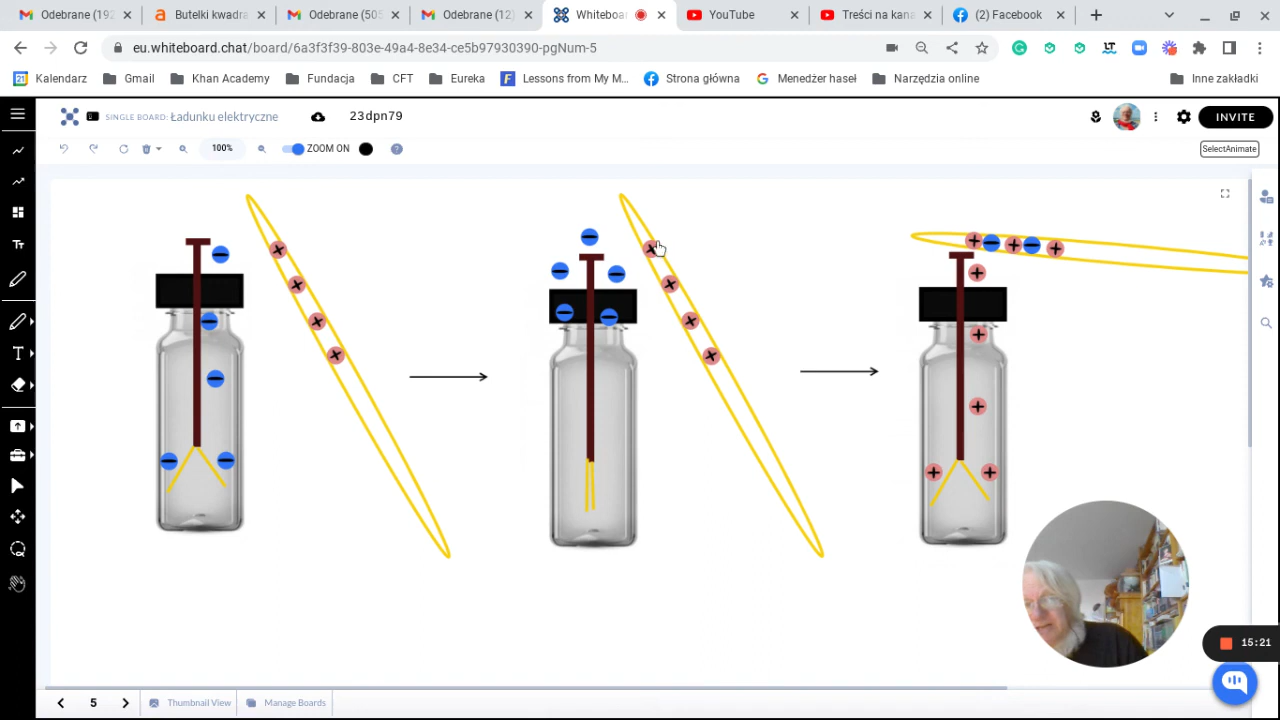 Odebrane (192
Butelki kwadra
Odebrane (505
Odebrane (12)
Whiteboa
YouTube
Treści na kana
(2) Facebook
eu.whiteboard.chat/board/6a3f3f39-803e-49a4-8e34-ce5b97930390-pgNum-5
Kalendarz Gmail Khan Academy Fundacja CFT Eureka Lessons from My M... Strona główna Menedżer haseł Narzędzia online Inne zakładki
SINGLE BOARD: Ładunku elektryczne 23dpn79 INVITE
100% ZOOM ON SelectAnimate
15:21
5 Thumbnail View Manage Boards